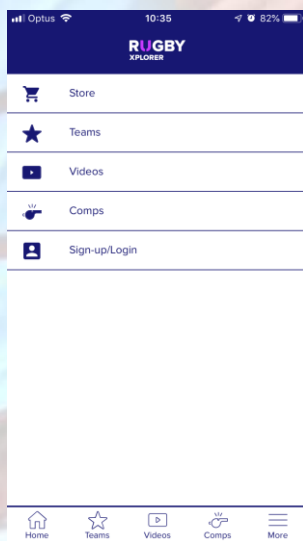 Optus 10:35 82%
RUGBY
XPLORER
Store
Teams
Videos
Comps
Sign-up/Login
Home Teams Videos Comps More